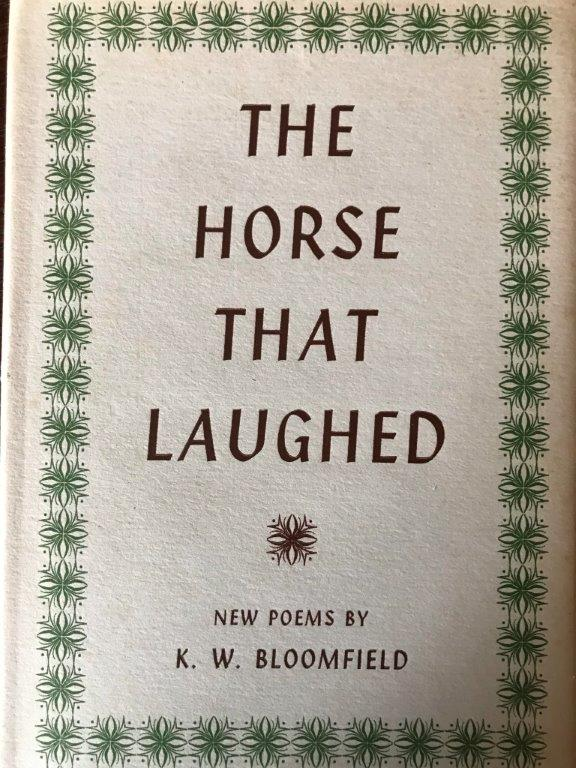 THE
HORSE
THAT
LAUGHED
NEW POEMS BY
K. W. BLOOMFIELD